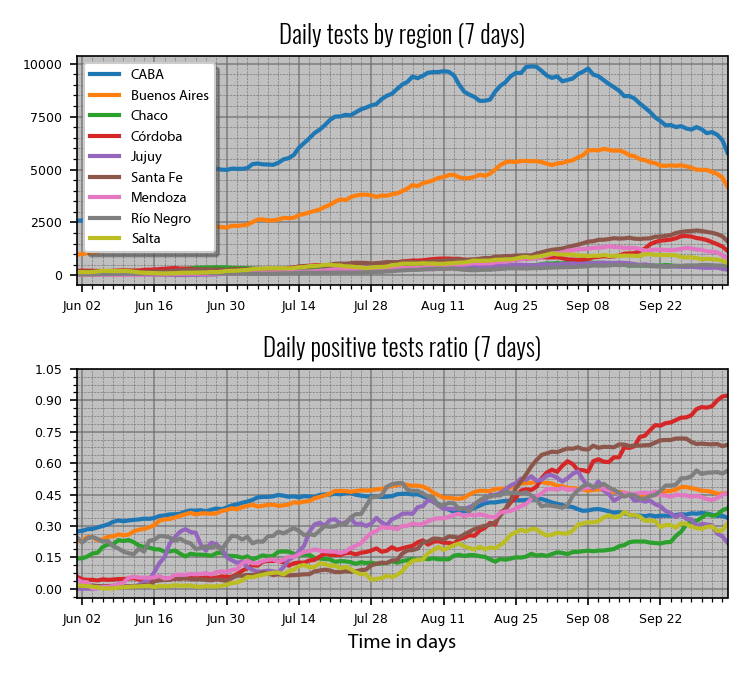 Daily tests by region (7 days)
10000
7500
5000
2500
0
CABA
Buenos Aires
Chaco
Córdoba
Jujuy
Santa Fe
Mendoza
Río Negro
Salta
Jun 02
Jun 16
Jun 30
Jul 14
Jul 28
Aug 11
Aug 25
Sep 08
Sep 22
Daily positive tests ratio (7 days)
1.05
0.90
0.75
0.60
0.45
0.30
0.15
0.00
Jun 02
Jun 16
Jun 30
Jul 14
Jul 28
Aug 11
Aug 25
Sep 08
Sep 22
Time in days